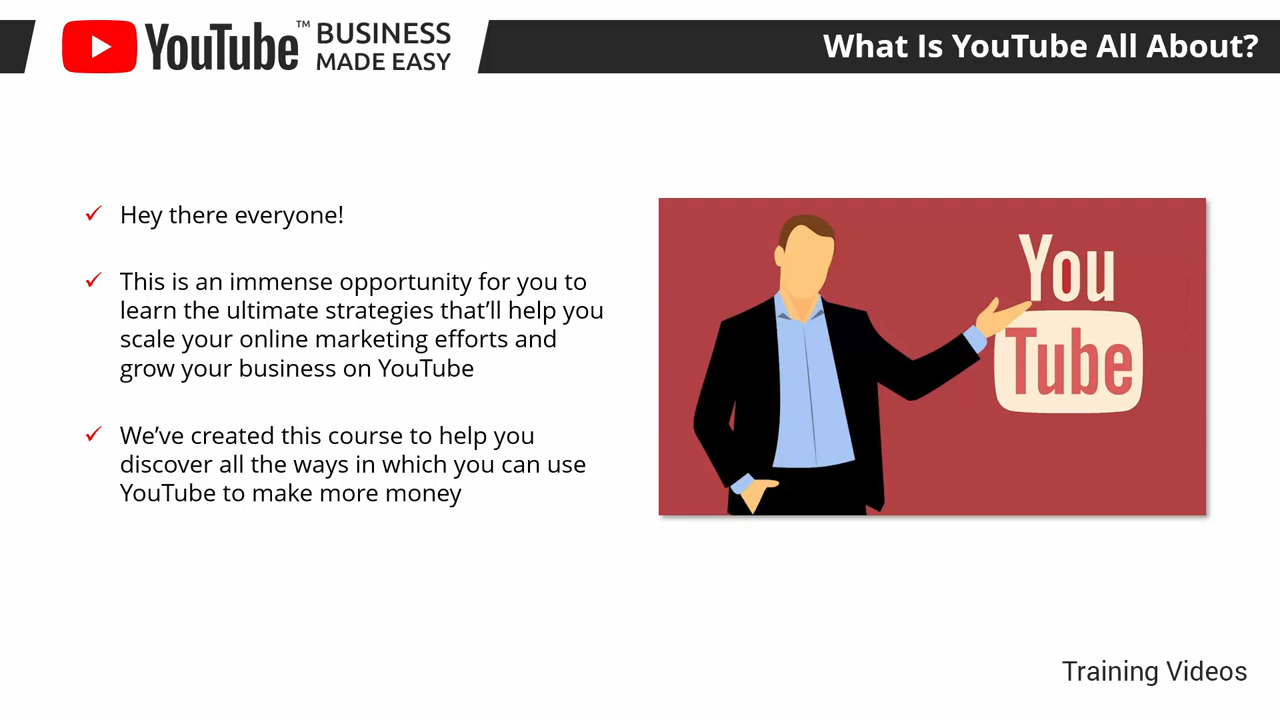 YouTube™ BUSINESS
MADE EASY
What Is YouTube All About?
✓ Hey there everyone!
✓ This is an immense opportunity for you to
learn the ultimate strategies that’ll help you
scale your online marketing efforts and
grow your business on YouTube
✓ We’ve created this course to help you
discover all the ways in which you can use
YouTube to make more money
You
Tube
Training Videos